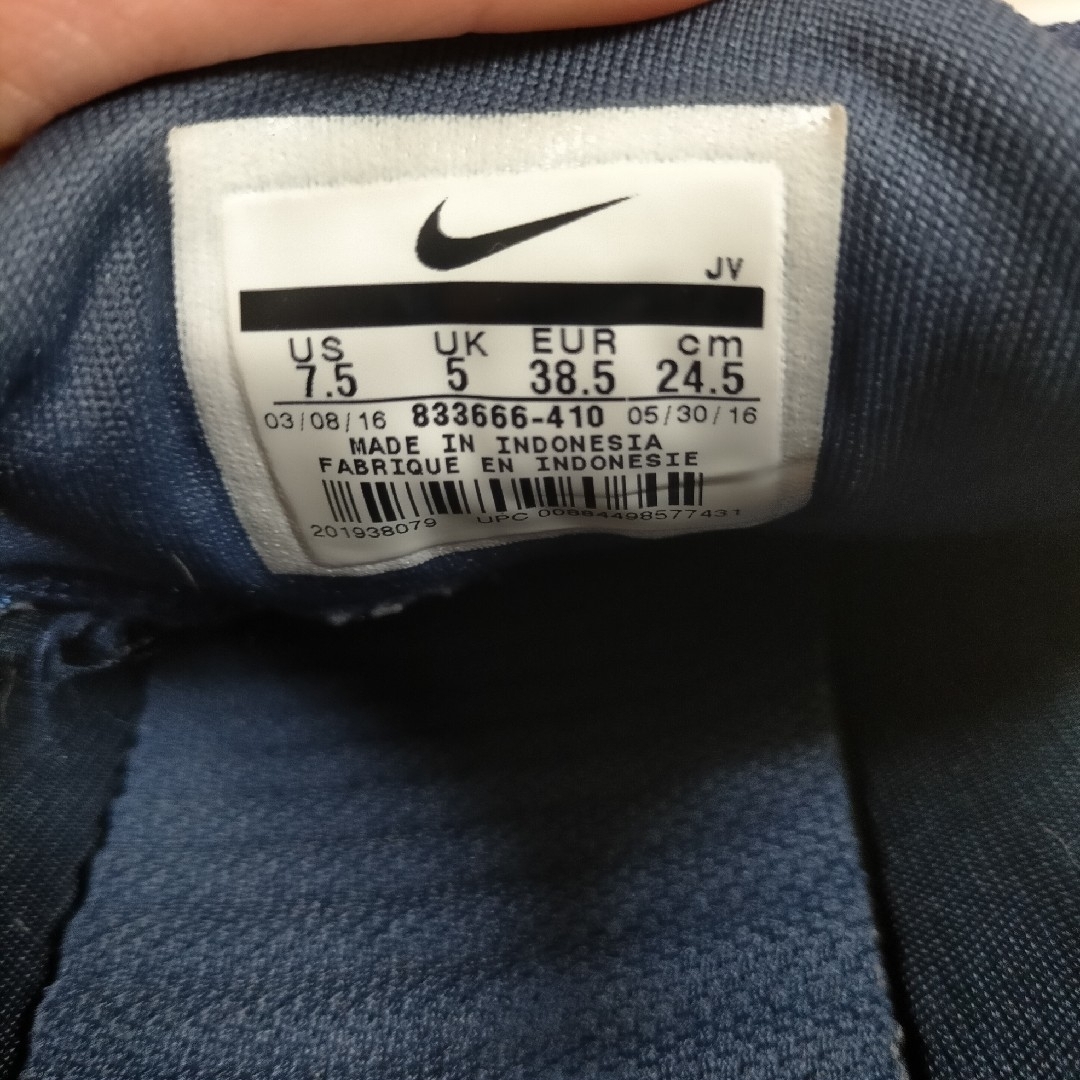 JV
US UK EUR cm
7.5 5 38.5 24.5
03/08/16 833666-410 05/30/16
MADE IN INDONESIA
FABRIQUE EN INDONESIE
201938079 UPC 00884498577431